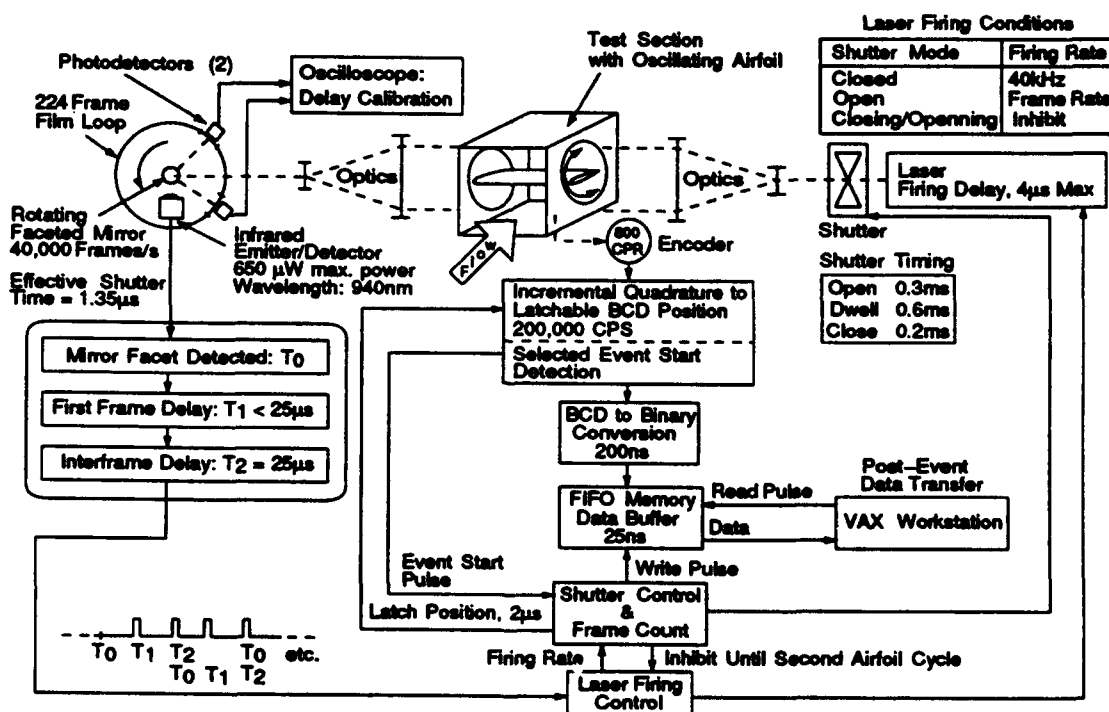 Laser Firing Conditions
Shutter Mode Firing Rate
Closed 40kHz
Open Frame Rate
Closing/Openning Inhibit
Test Section
with Oscillating Airfoil
Photodetectors (2)
Oscilloscope:
Delay Calibration
224 Frame
Film Loop
Optics
Optics
Laser
Firing Delay, 4μs Max
Shutter
Rotating
Faceted Mirror
40,000 Frames/s
Infrared
Emitter/Detector
650 μW max. power
Wavelength: 940nm
Flow
800
CPR
Encoder
Effective Shutter
Time = 1.35μs
Shutter Timing
Open 0.3ms
Dwell 0.6ms
Close 0.2ms
Incremental Quadrature to
Latchable BCD Position
200,000 CPS
Selected Event Start
Detection
Mirror Facet Detected: T0
First Frame Delay: T1 < 25μs
Interframe Delay: T2 = 25μs
BCD to Binary
Conversion
200ns
FIFO Memory
Data Buffer
25ns
Read Pulse
Data
Post-Event
Data Transfer
VAX Workstation
Write Pulse
Event Start
Pulse
Latch Position, 2μs
Shutter Control
&
Frame Count
T0 T1 T2 T0 etc.
T0 T1 T2
Firing Rate
Inhibit Until Second Airfoil Cycle
Laser Firing
Control